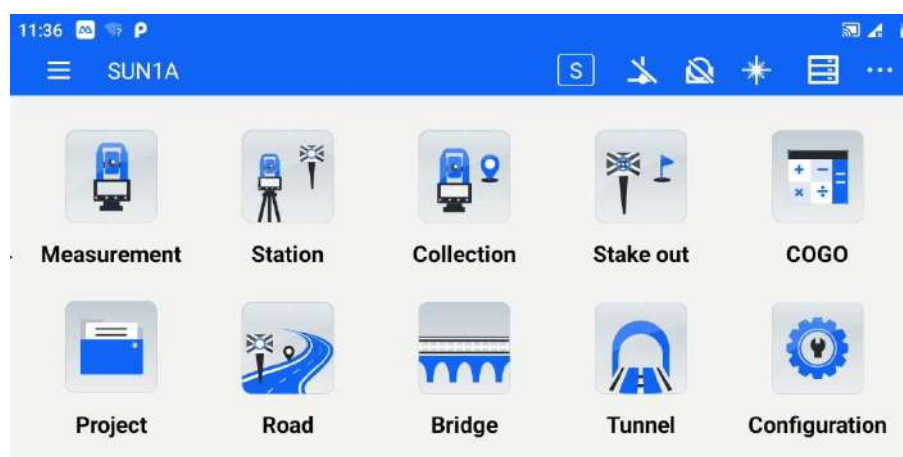 11:36 P
SUN1A S
Measurement Station Collection Stake out COGO
Project Road Bridge Tunnel Configuration